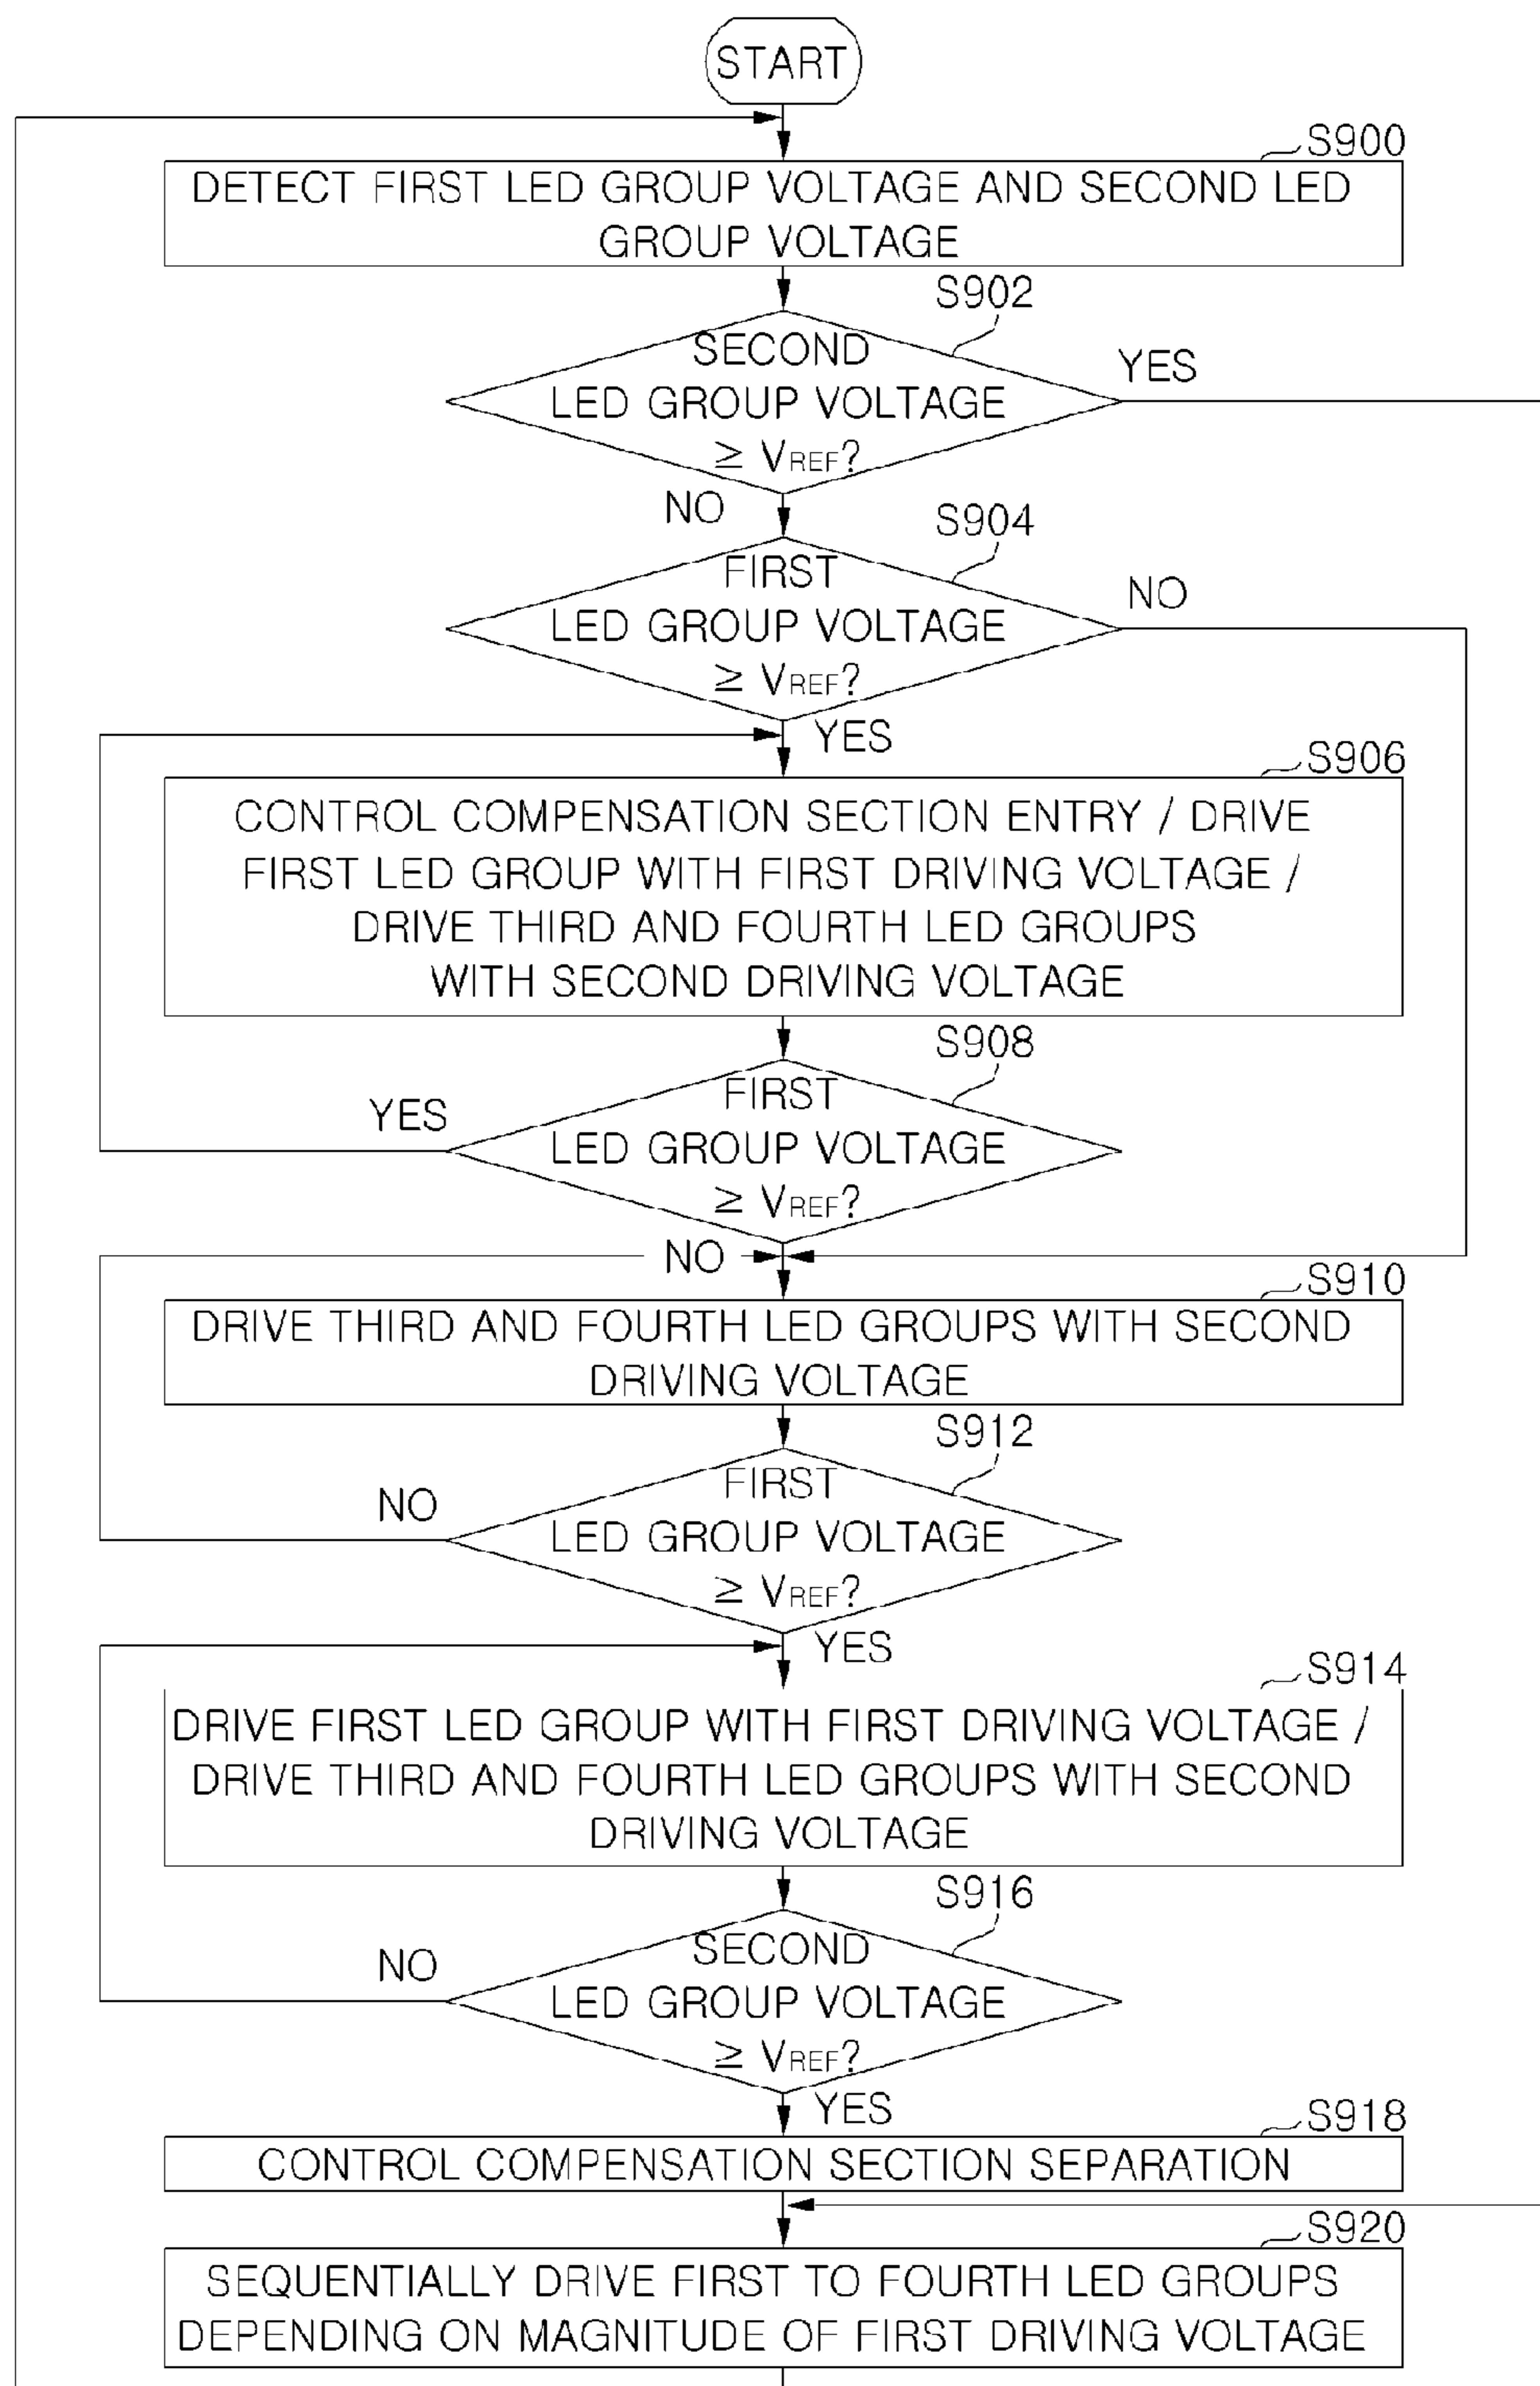 START
S900
DETECT FIRST LED GROUP VOLTAGE AND SECOND LED
GROUP VOLTAGE
S902
SECOND
LED GROUP VOLTAGE
≥ VREF?
YES
NO
S904
FIRST
LED GROUP VOLTAGE
≥ VREF?
NO
YES
S906
CONTROL COMPENSATION SECTION ENTRY / DRIVE
FIRST LED GROUP WITH FIRST DRIVING VOLTAGE /
DRIVE THIRD AND FOURTH LED GROUPS
WITH SECOND DRIVING VOLTAGE
S908
FIRST
LED GROUP VOLTAGE
≥ VREF?
YES
NO
S910
DRIVE THIRD AND FOURTH LED GROUPS WITH SECOND
DRIVING VOLTAGE
S912
FIRST
LED GROUP VOLTAGE
≥ VREF?
NO
YES
S914
DRIVE FIRST LED GROUP WITH FIRST DRIVING VOLTAGE /
DRIVE THIRD AND FOURTH LED GROUPS WITH SECOND
DRIVING VOLTAGE
S916
SECOND
LED GROUP VOLTAGE
≥ VREF?
NO
YES
S918
CONTROL COMPENSATION SECTION SEPARATION
S920
SEQUENTIALLY DRIVE FIRST TO FOURTH LED GROUPS
DEPENDING ON MAGNITUDE OF FIRST DRIVING VOLTAGE